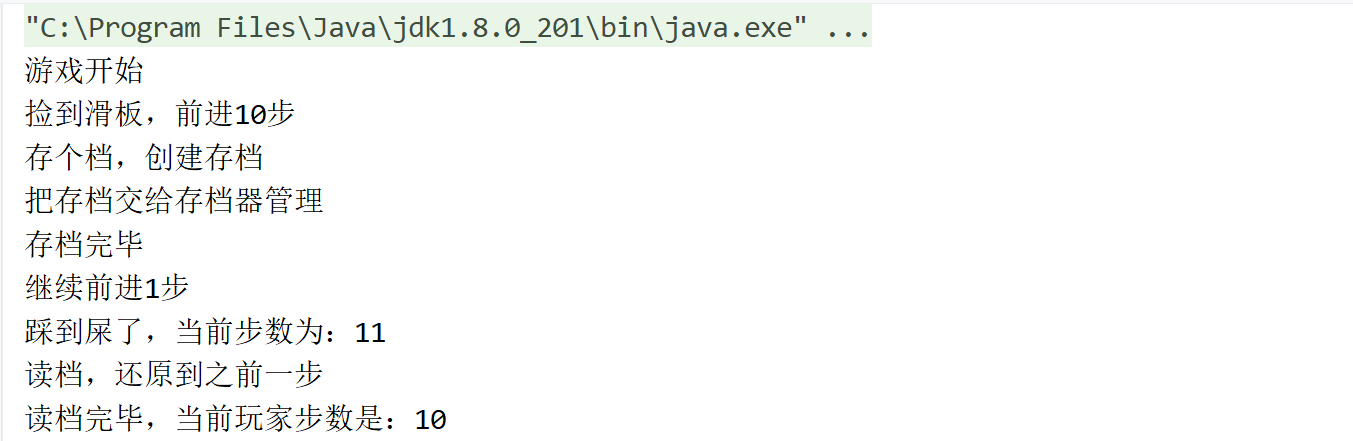 "C:\Program Files\Java\jdk1.8.0_201\bin\java.exe" ...
游戏开始
捡到滑板，前进10步
存个档，创建存档
把存档交给存档器管理
存档完毕
继续前进1步
踩到屎了，当前步数为：11
读档，还原到之前一步
读档完毕，当前玩家步数是：10